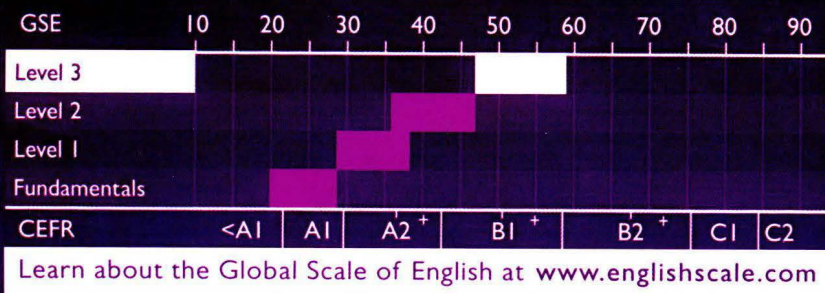 GSE 10 20 30 40 50 60 70 80 90
Level 3
Level 2
Level 1
Fundamentals
CEFR <A1 A1 A2 + B1 + B2 + C1 C2
Learn about the Global Scale of English at www.englishscale.com